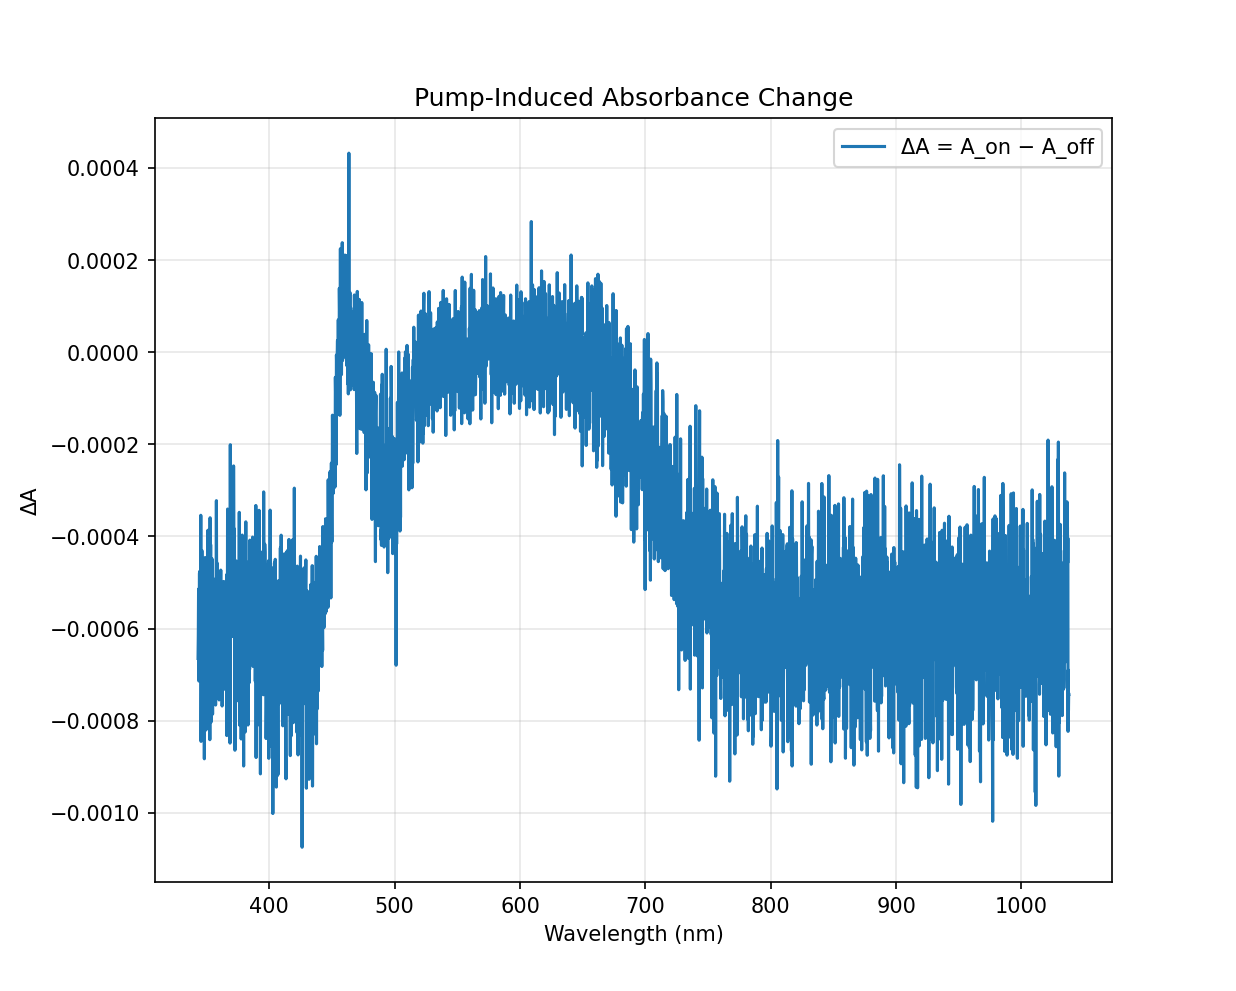 Pump-Induced Absorbance Change
ΔA = A_on − A_off
ΔA
0.0004
0.0002
0.0000
−0.0002
−0.0004
−0.0006
−0.0008
−0.0010
400 500 600 700 800 900 1000
Wavelength (nm)